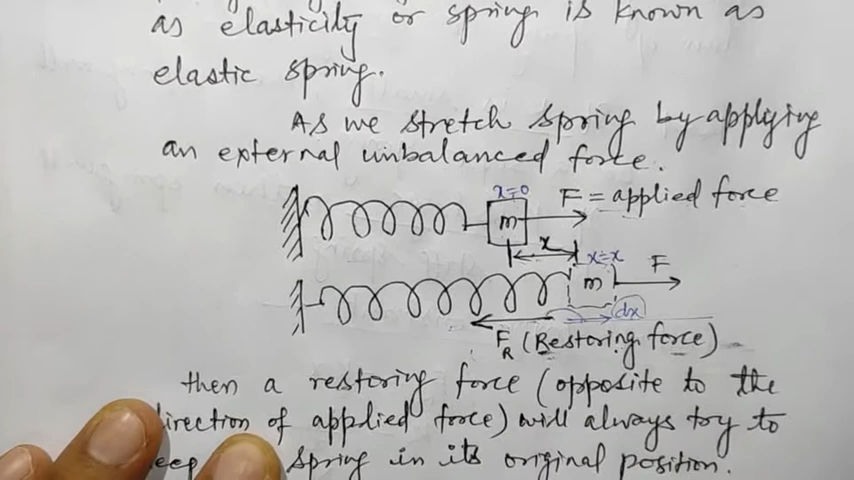 as elasticity or spring is known as
elastic spring.
As we stretch spring by applying
an external unbalanced force.
x=0
F = applied force
m
x
x=x
F
m
dx
F_R (Restoring force)
then a restoring force (opposite to the
direction of applied force) will always try to
spring in its original position.